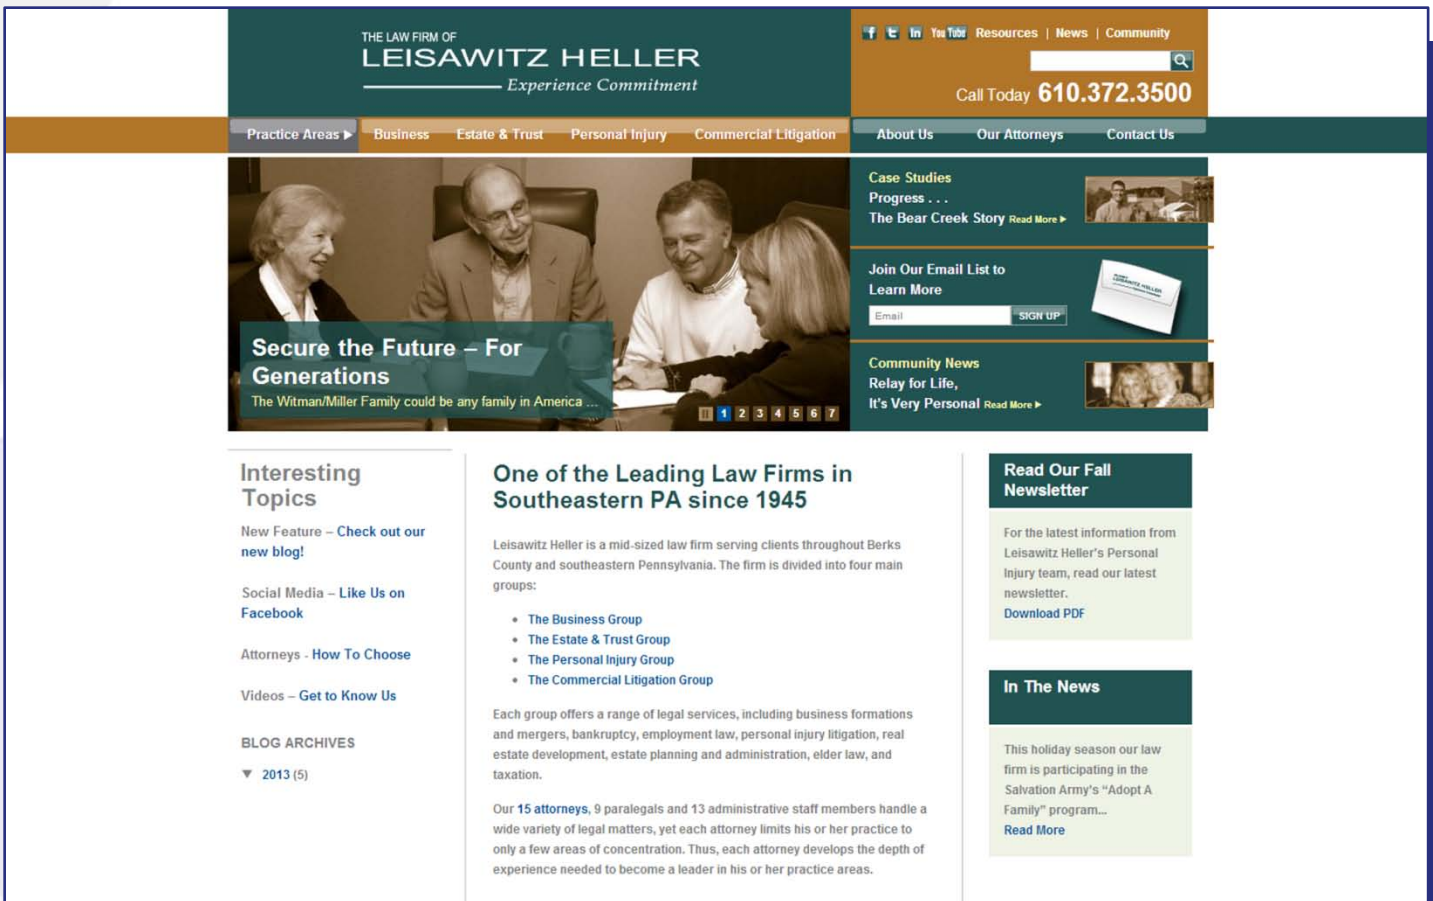 THE LAW FIRM OF
LEISAWITZ HELLER
Experience Commitment
f t in You Tube Resources | News | Community
Call Today 610.372.3500
Practice Areas ▶ Business Estate & Trust Personal Injury Commercial Litigation About Us Our Attorneys Contact Us
Secure the Future – For
Generations
The Witman/Miller Family could be any family in America ...
1 2 3 4 5 6 7
Case Studies
Progress . . .
The Bear Creek Story Read More ▶
Join Our Email List to
Learn More
Email SIGN UP
LEISAWITZ HELLER
Community News
Relay for Life,
It's Very Personal Read More ▶
Interesting
Topics
New Feature – Check out our
new blog!
Social Media – Like Us on
Facebook
Attorneys - How To Choose
Videos – Get to Know Us
BLOG ARCHIVES
▼ 2013 (5)
One of the Leading Law Firms in
Southeastern PA since 1945
Leisawitz Heller is a mid-sized law firm serving clients throughout Berks
County and southeastern Pennsylvania. The firm is divided into four main
groups:
• The Business Group
• The Estate & Trust Group
• The Personal Injury Group
• The Commercial Litigation Group
Each group offers a range of legal services, including business formations
and mergers, bankruptcy, employment law, personal injury litigation, real
estate development, estate planning and administration, elder law, and
taxation.
Our 15 attorneys, 9 paralegals and 13 administrative staff members handle a
wide variety of legal matters, yet each attorney limits his or her practice to
only a few areas of concentration. Thus, each attorney develops the depth of
experience needed to become a leader in his or her practice areas.
Read Our Fall
Newsletter
For the latest information from
Leisawitz Heller's Personal
Injury team, read our latest
newsletter.
Download PDF
In The News
This holiday season our law
firm is participating in the
Salvation Army's “Adopt A
Family” program...
Read More